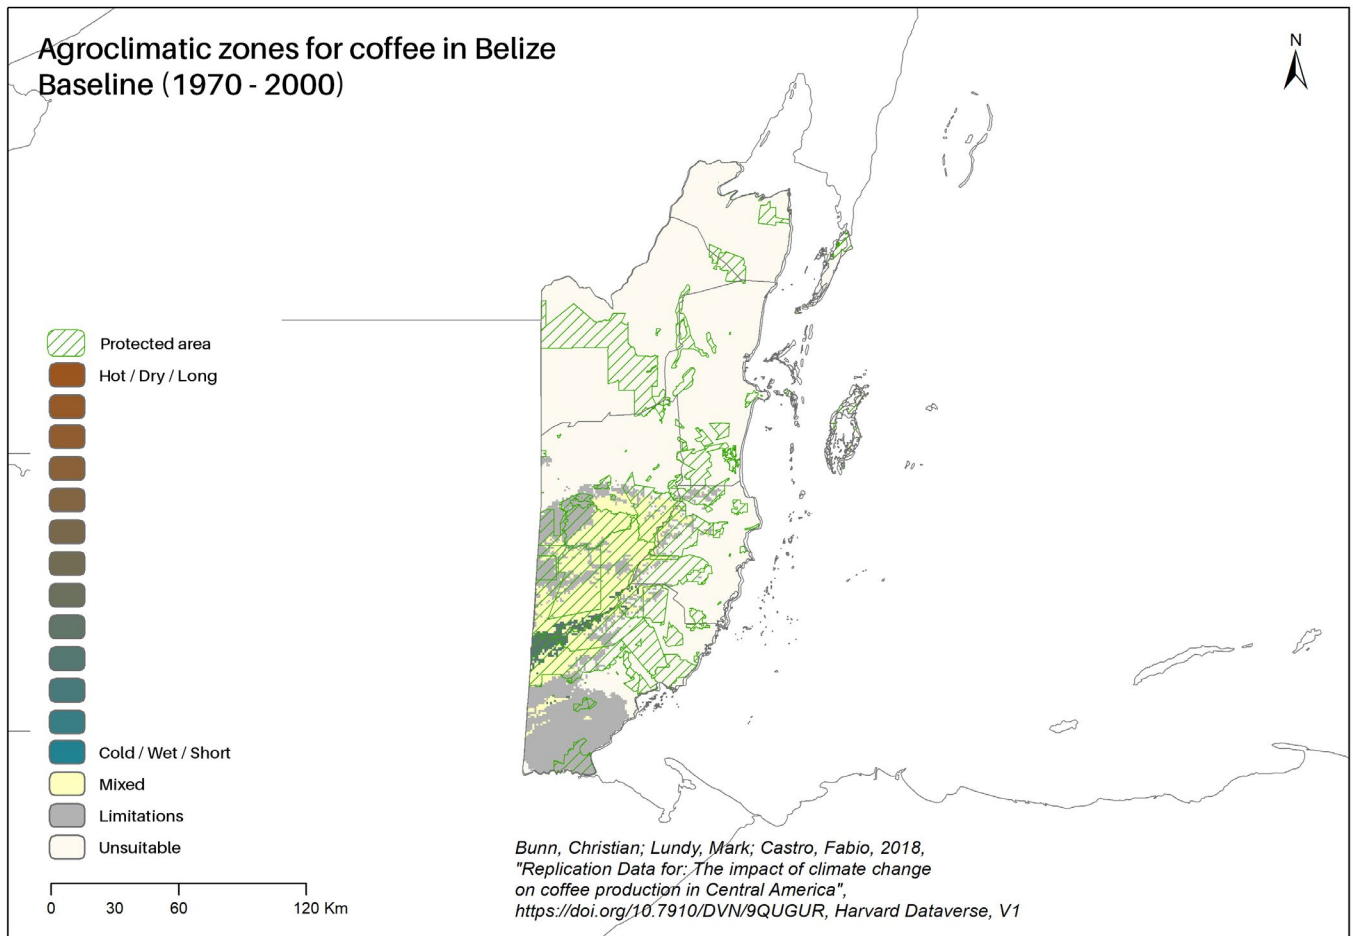 Agroclimatic zones for coffee in Belize
Baseline (1970 - 2000)
N
Protected area
Hot / Dry / Long
Cold / Wet / Short
Mixed
Limitations
Unsuitable
0 30 60 120 Km
Bunn, Christian; Lundy, Mark; Castro, Fabio, 2018,
"Replication Data for: The impact of climate change
on coffee production in Central America",
https://doi.org/10.7910/DVN/9QUGUR, Harvard Dataverse, V1